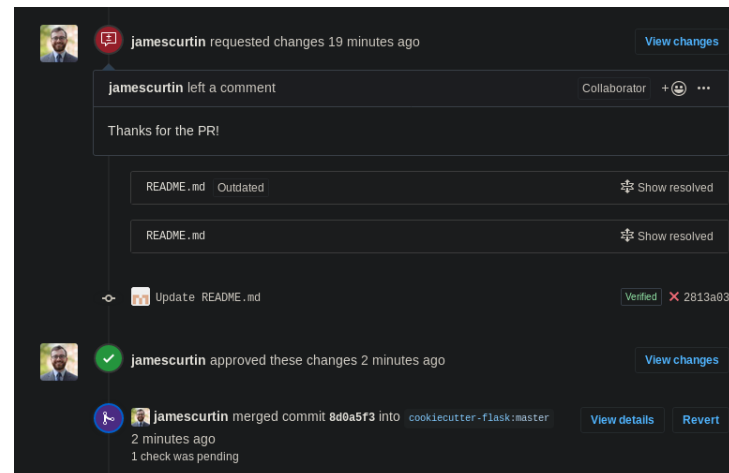 jamescurtin requested changes 19 minutes ago View changes
jamescurtin left a comment Collaborator + ...
Thanks for the PR!
README.md Outdated Show resolved
README.md Show resolved
Update README.md Verified 2813a03
jamescurtin approved these changes 2 minutes ago View changes
jamescurtin merged commit 8d0a5f3 into cookiecutter-flask:master View details Revert
2 minutes ago
1 check was pending